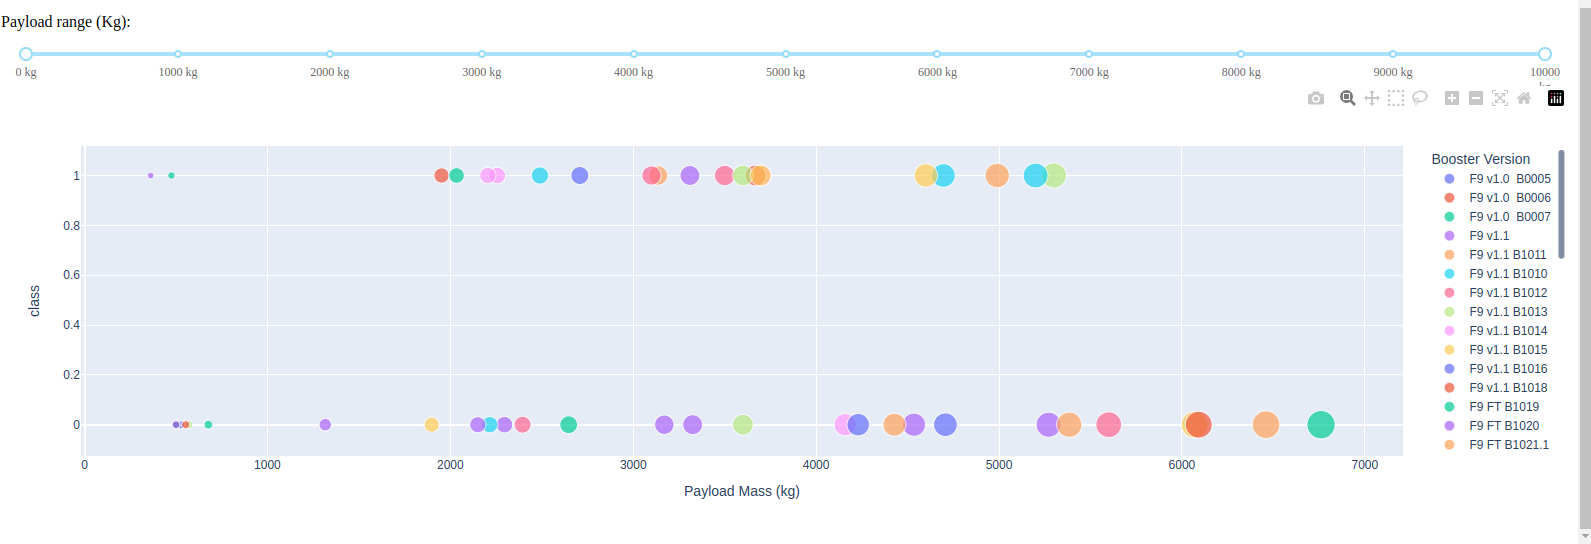 Payload range (Kg):
0 kg 1000 kg 2000 kg 3000 kg 4000 kg 5000 kg 6000 kg 7000 kg 8000 kg 9000 kg 10000
Booster Version
F9 v1.0  B0005
F9 v1.0  B0006
F9 v1.0  B0007
F9 v1.1
F9 v1.1 B1011
F9 v1.1 B1010
F9 v1.1 B1012
F9 v1.1 B1013
F9 v1.1 B1014
F9 v1.1 B1015
F9 v1.1 B1016
F9 v1.1 B1018
F9 FT B1019
F9 FT B1020
F9 FT B1021.1
1
0.8
0.6
0.4
0.2
0
class
0 1000 2000 3000 4000 5000 6000 7000
Payload Mass (kg)